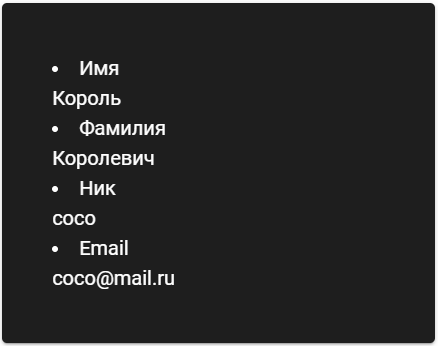 • Имя
Король
• Фамилия
Королевич
• Ник
coco
• Email
coco@mail.ru